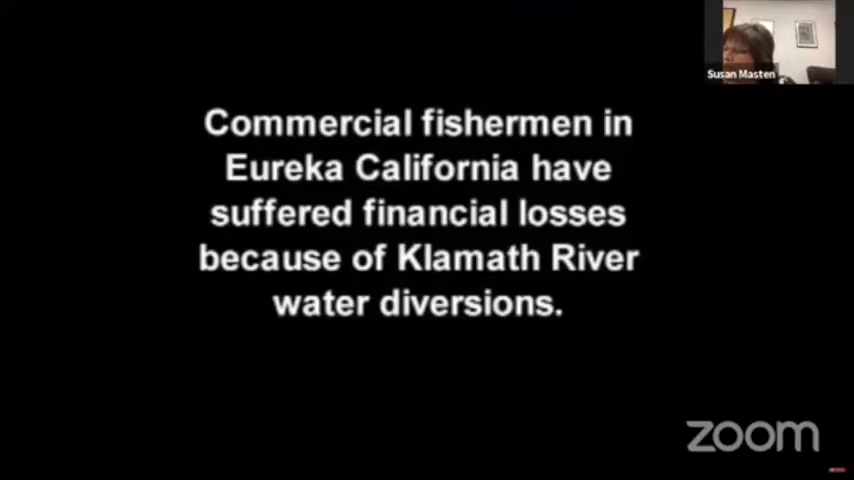 Susan Masten
Commercial fishermen in
Eureka California have
suffered financial losses
because of Klamath River
water diversions.
zoom